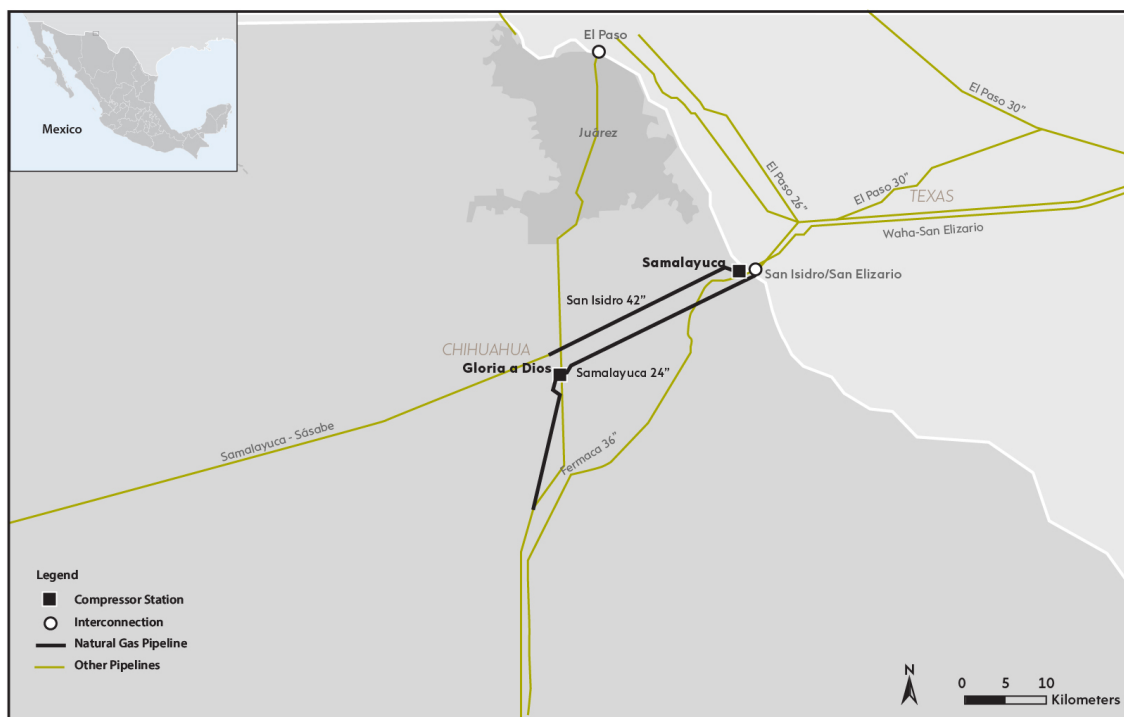 Mexico
El Paso
Juárez
El Paso 30”
El Paso 26”
El Paso 30”
TEXAS
Waha-San Elizario
Samalayuca
San Isidro/San Elizario
San Isidro 42”
CHIHUAHUA
Gloria a Dios
Samalayuca 24”
Samalayuca - Sásabe
Fermaca 36”
Legend
Compressor Station
Interconnection
Natural Gas Pipeline
Other Pipelines
N
0 5 10
Kilometers